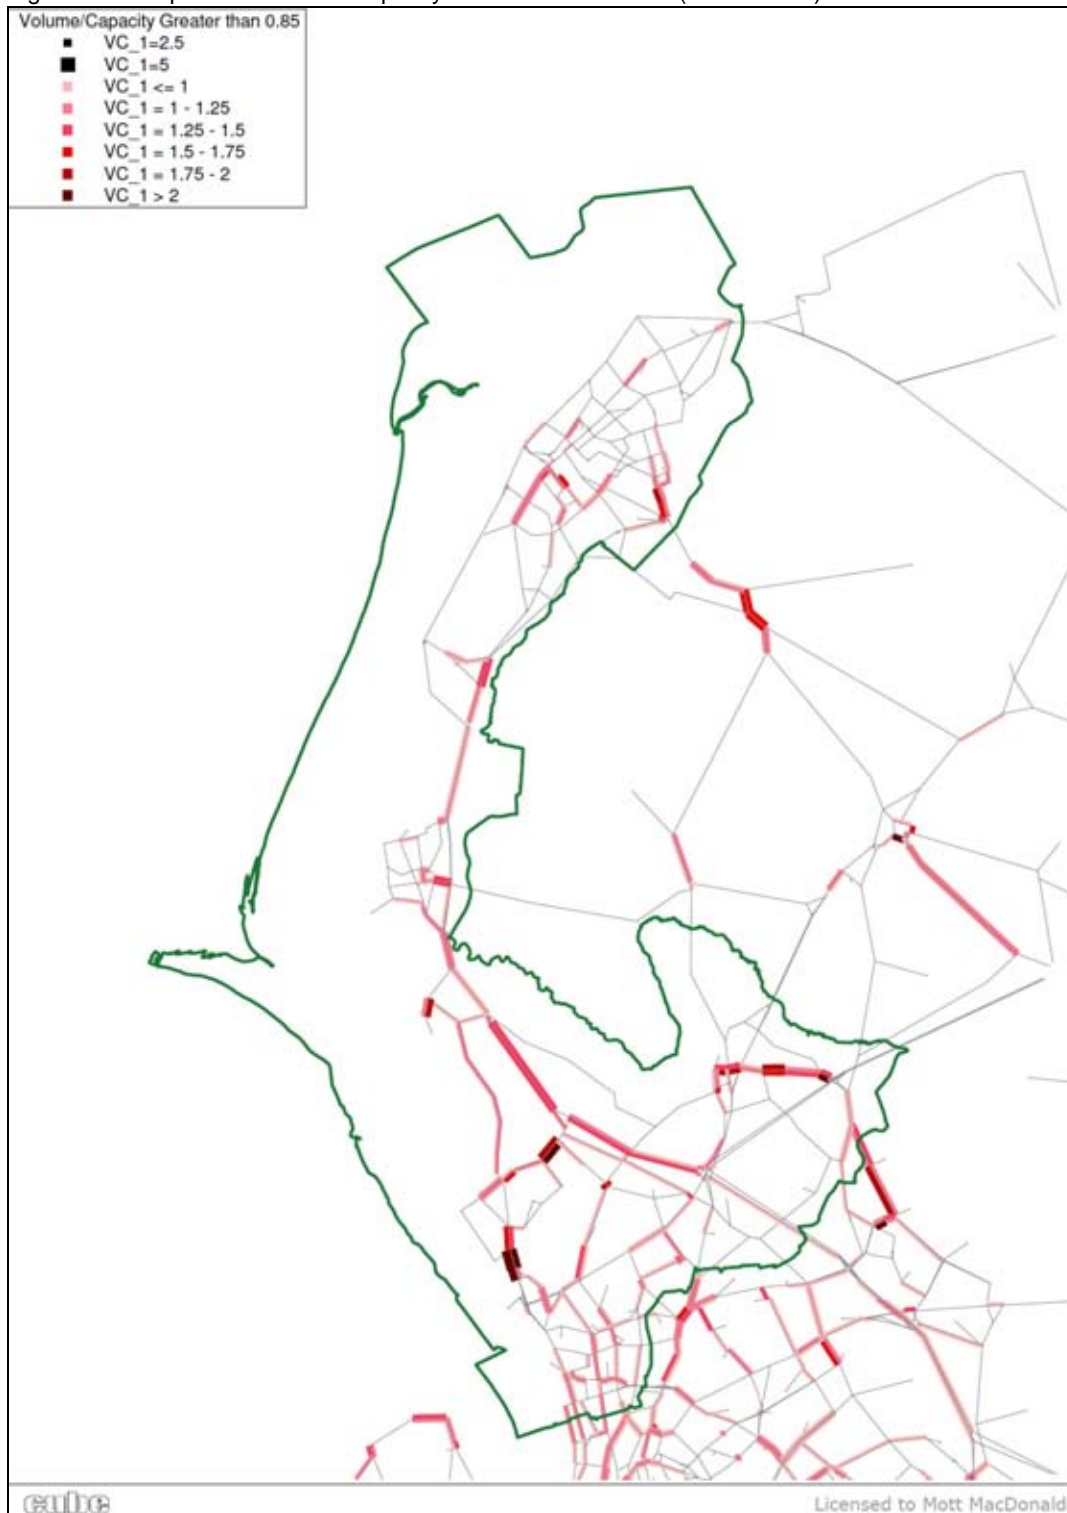 Volume/Capacity Greater than 0.85
VC_1=2.5
VC_1=5
VC_1 <= 1
VC_1 = 1 - 1.25
VC_1 = 1.25 - 1.5
VC_1 = 1.5 - 1.75
VC_1 = 1.75 - 2
VC_1 > 2
cube
Licensed to Mott MacDonald